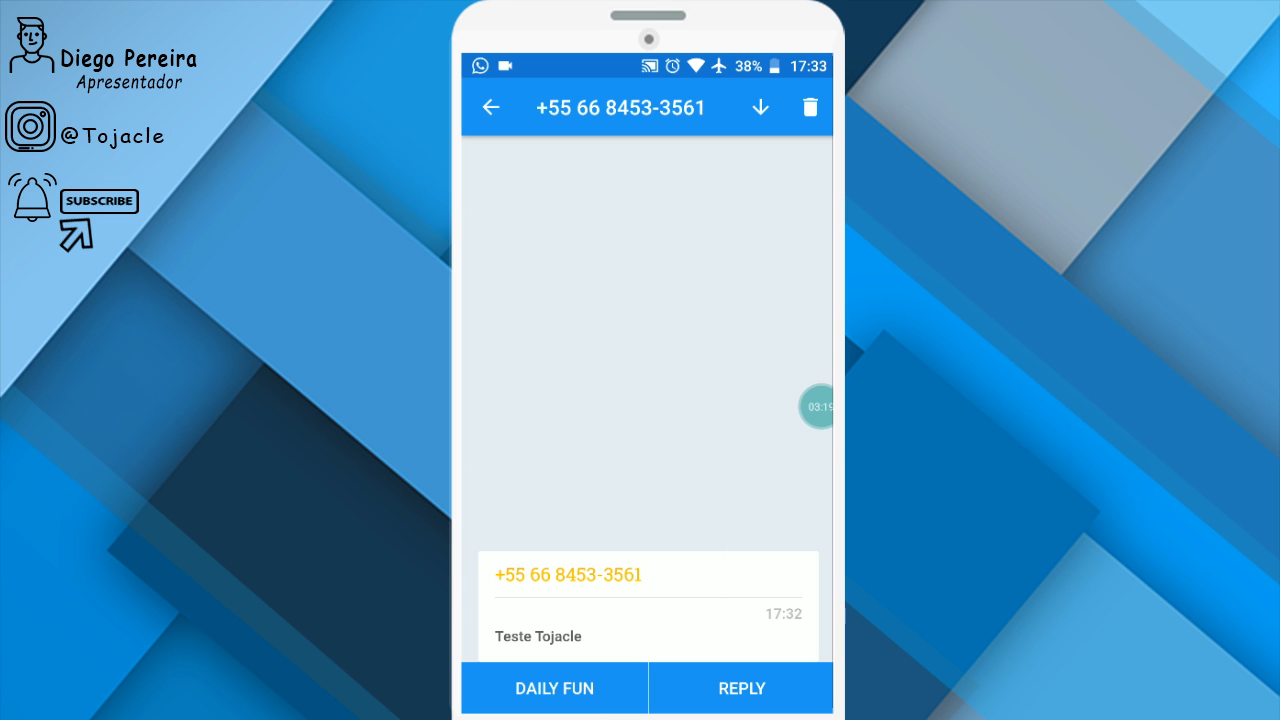 Diego Pereira
Apresentador
@Tojacle
SUBSCRIBE
38% 17:33
+55 66 8453-3561
03:19
+55 66 8453-3561
17:32
Teste Tojacle
DAILY FUN
REPLY